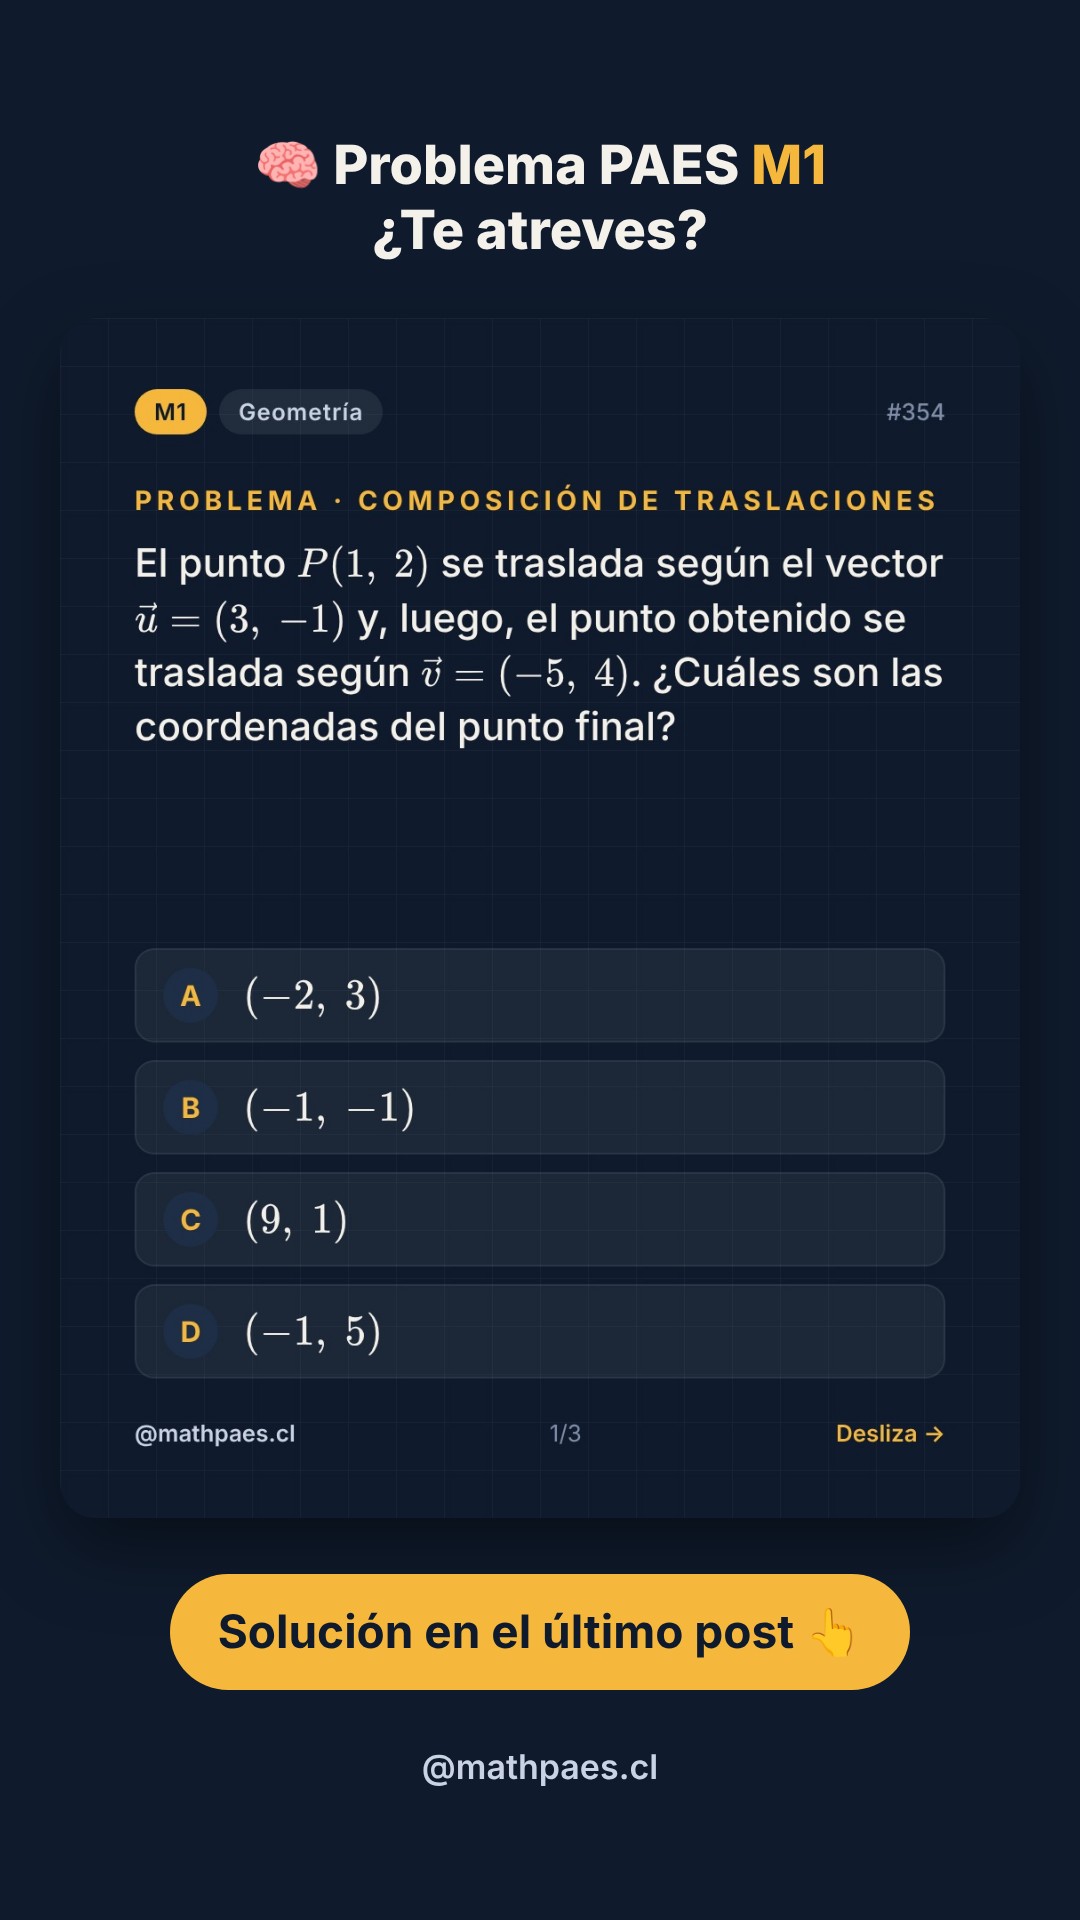 🧠 Problema PAES M1
¿Te atreves?
M1 Geometría #354
PROBLEMA · COMPOSICIÓN DE TRASLACIONES
El punto P(1, 2) se traslada según el vector
u⃗ = (3, −1) y, luego, el punto obtenido se
traslada según v⃗ = (−5, 4). ¿Cuáles son las
coordenadas del punto final?
A (−2, 3)
B (−1, −1)
C (9, 1)
D (−1, 5)
@mathpaes.cl 1/3 Desliza →
Solución en el último post 👆
@mathpaes.cl